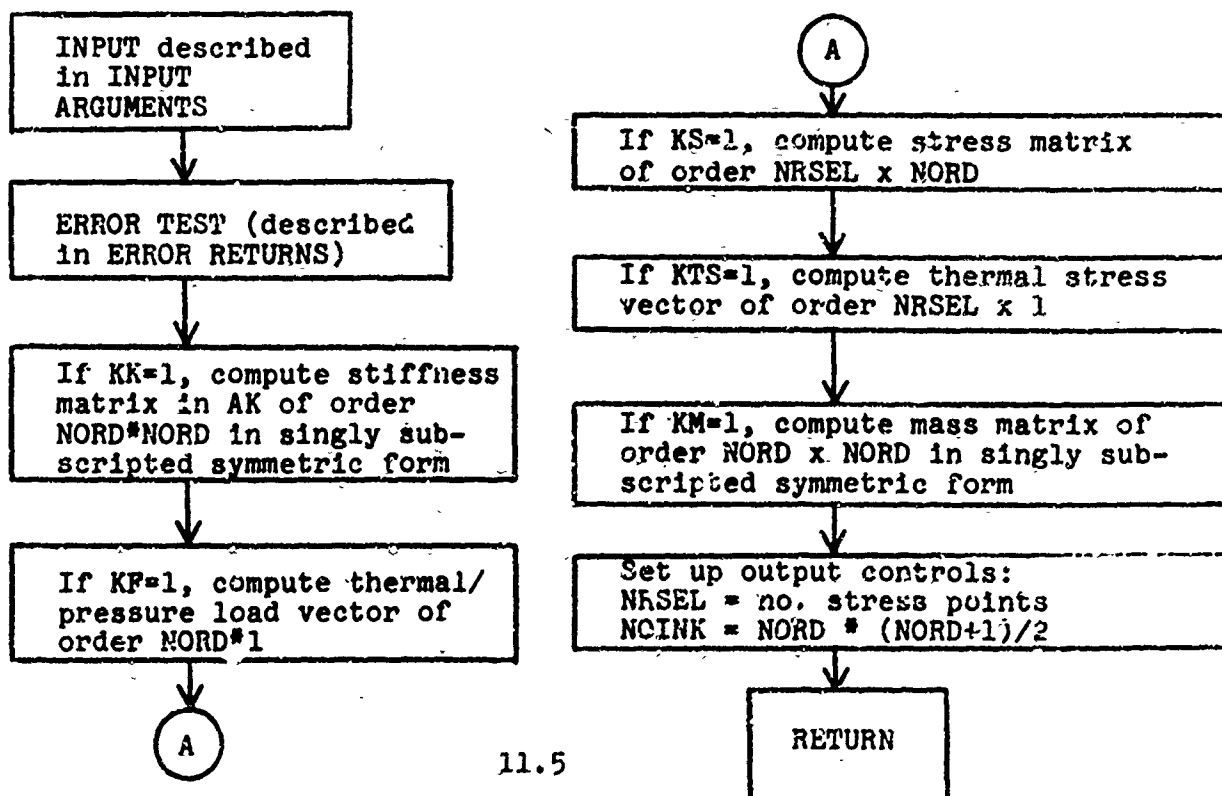 INPUT described
in INPUT
ARGUMENTS
ERROR TEST (described
in ERROR RETURNS)
If KK=1, compute stiffness
matrix in AK of order
NORD*NORD in singly sub-
scripted symmetric form
If KF=1, compute thermal/
pressure load vector of
order NORD*1
A
A
If KS=1, compute stress matrix
of order NRSEL x NORD
If KTS=1, compute thermal stress
vector of order NRSEL x 1
If KM=1, compute mass matrix of
order NORD x NORD in singly sub-
scripted symmetric form
Set up output controls:
NRSEL = no. stress points
NOINK = NORD * (NORD+1)/2
RETURN
11.5